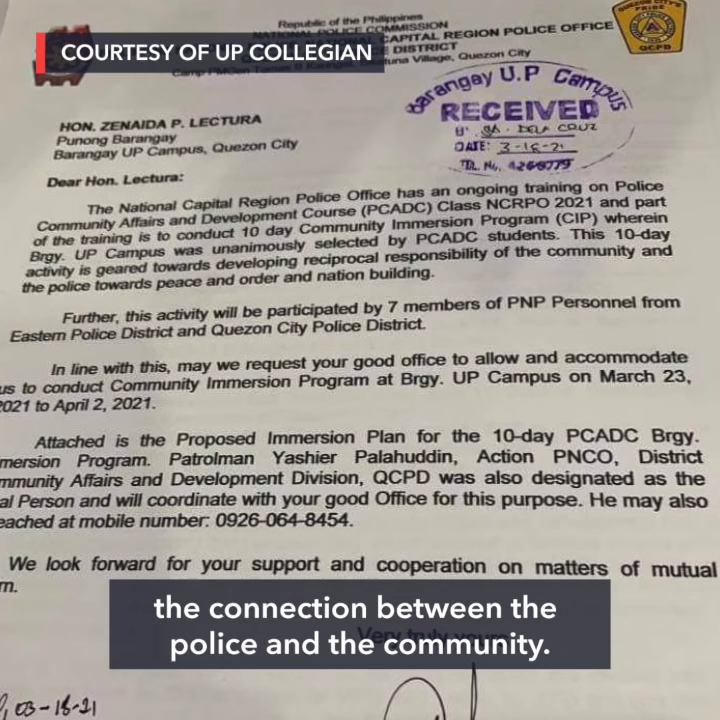 Republic of the Philippines
NATIONAL POLICE COMMISSION
CAPITAL REGION POLICE OFFICE
DISTRICT
Village, Quezon City
COURTESY OF UP COLLEGIAN
QUEZON CITY'S
PRIDE
QCPD
Barangay U.P Campus
RECEIVED
DELA CRUZ
DATE: 3-18-21
HON. ZENAIDA P. LECTURA
Punong Barangay
Barangay UP Campus, Quezon City
Dear Hon. Lectura:
The National Capital Region Police Office has an ongoing training on Police
Community Affairs and Development Course (PCADC) Class NCRPO 2021 and part
of the training is to conduct 10 day Community Immersion Program (CIP) wherein
Brgy. UP Campus was unanimously selected by PCADC students. This 10-day
activity is geared towards developing reciprocal responsibility of the community and
the police towards peace and order and nation building.
Further, this activity will be participated by 7 members of PNP Personnel from
Eastern Police District and Quezon City Police District.
In line with this, may we request your good office to allow and accommodate
us to conduct Community Immersion Program at Brgy. UP Campus on March 23,
2021 to April 2, 2021.
Attached is the Proposed Immersion Plan for the 10-day PCADC Brgy.
mersion Program. Patrolman Yashier Palahuddin, Action PNCO, District
mmunity Affairs and Development Division, QCPD was also designated as the
al Person and will coordinate with your good Office for this purpose. He may also
eached at mobile number: 0926-064-8454.
We look forward for your support and cooperation on matters of mutual
rn.
the connection between the
police and the community.
03-18-21